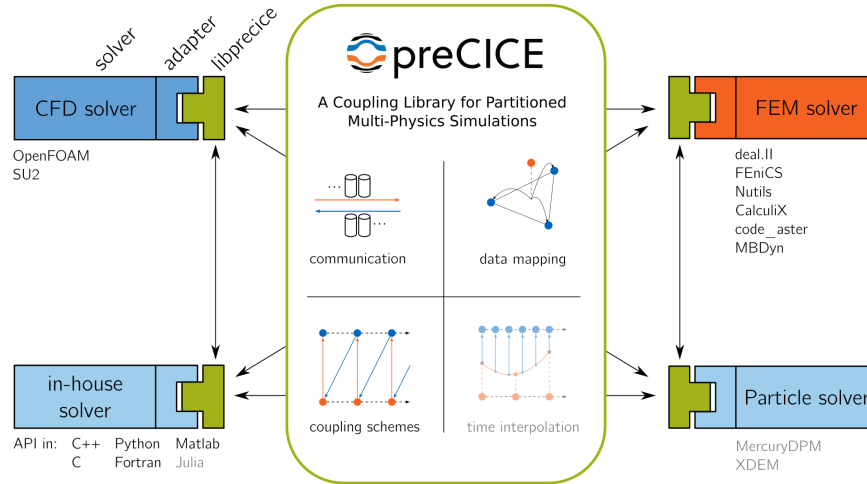 solver
adapter
libprecice
CFD solver
OpenFOAM
SU2
preCICE
A Coupling Library for Partitioned
Multi-Physics Simulations
...
...
communication
data mapping
coupling schemes
time interpolation
FEM solver
deal.II
FEniCS
Nutils
CalculiX
code_aster
MBDyn
in-house
solver
API in: C++ Python Matlab
C Fortran Julia
Particle solver
MercuryDPM
XDEM